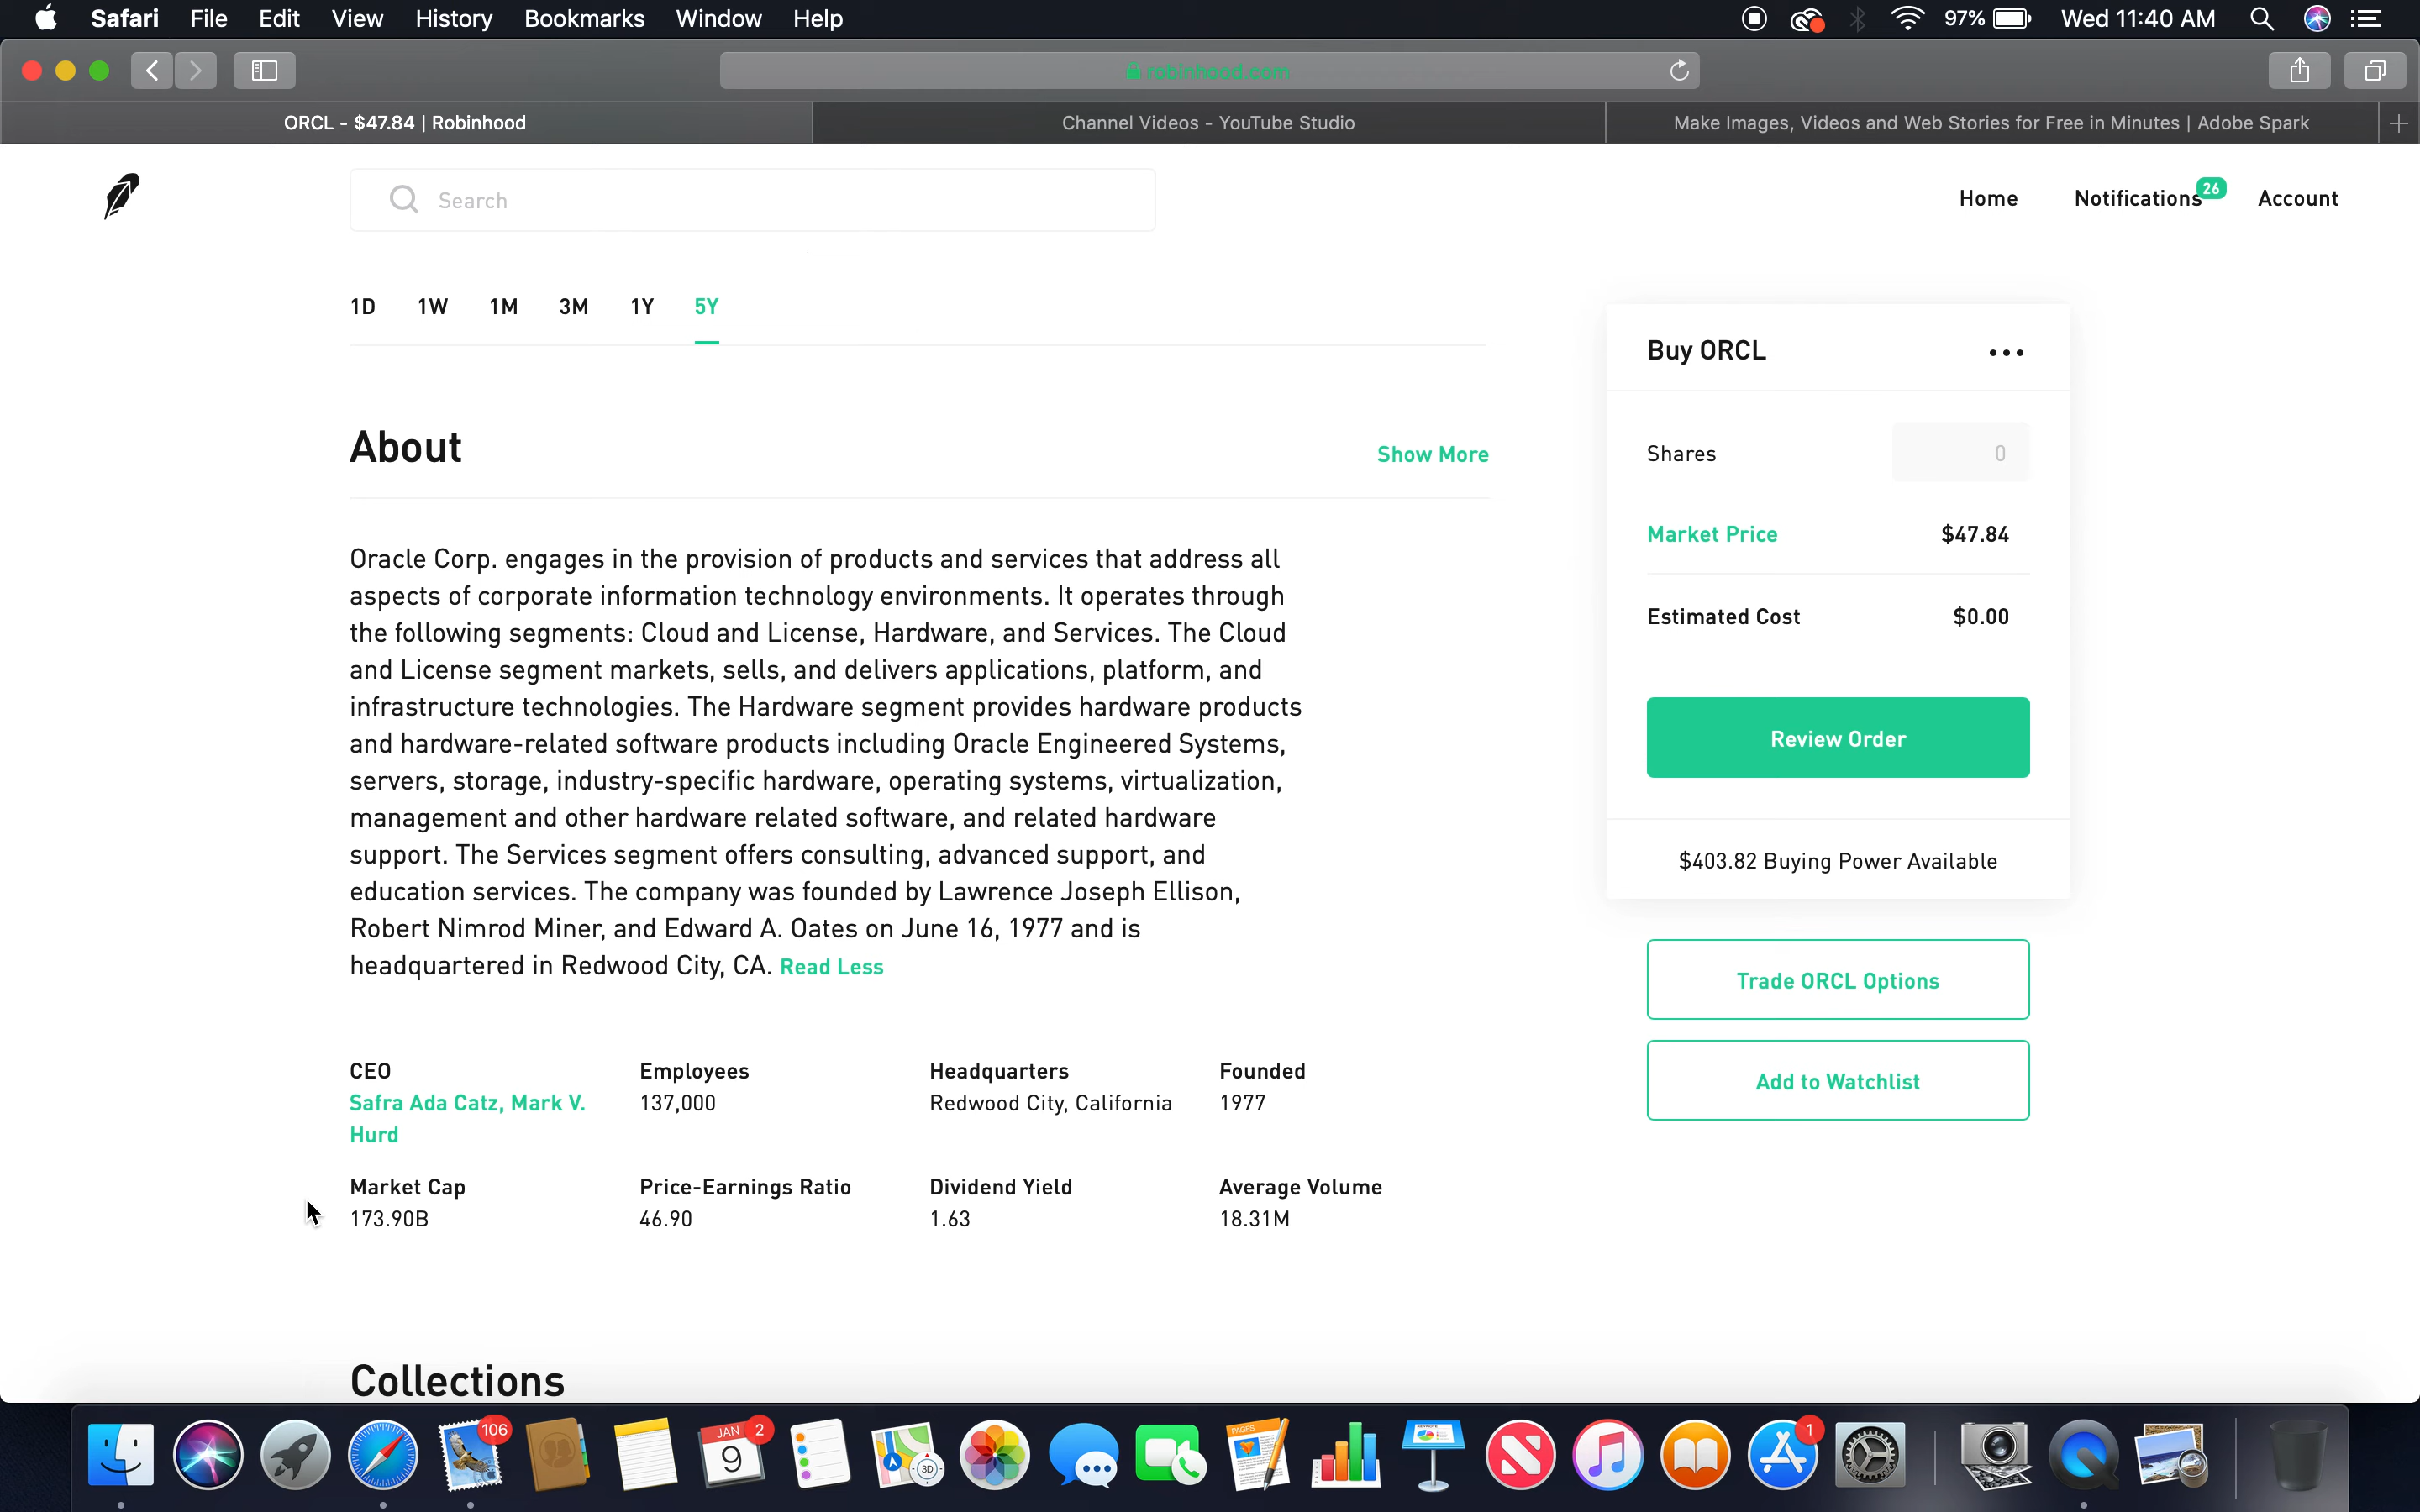 Safari File Edit View History Bookmarks Window Help 97% Wed 11:40 AM
robinhood.com
ORCL - $47.84 | Robinhood Channel Videos - YouTube Studio Make Images, Videos and Web Stories for Free in Minutes | Adobe Spark
Search Home Notifications 26 Account
1D 1W 1M 3M 1Y 5Y
About Show More
Oracle Corp. engages in the provision of products and services that address all
aspects of corporate information technology environments. It operates through
the following segments: Cloud and License, Hardware, and Services. The Cloud
and License segment markets, sells, and delivers applications, platform, and
infrastructure technologies. The Hardware segment provides hardware products
and hardware-related software products including Oracle Engineered Systems,
servers, storage, industry-specific hardware, operating systems, virtualization,
management and other hardware related software, and related hardware
support. The Services segment offers consulting, advanced support, and
education services. The company was founded by Lawrence Joseph Ellison,
Robert Nimrod Miner, and Edward A. Oates on June 16, 1977 and is
headquartered in Redwood City, CA. Read Less
CEO Employees Headquarters Founded
Safra Ada Catz, Mark V. 137,000 Redwood City, California 1977
Hurd
Market Cap Price-Earnings Ratio Dividend Yield Average Volume
173.90B 46.90 1.63 18.31M
Collections
Buy ORCL
Shares 0
Market Price $47.84
Estimated Cost $0.00
Review Order
$403.82 Buying Power Available
Trade ORCL Options
Add to Watchlist
106 JAN 2 9 3D PAGES 1